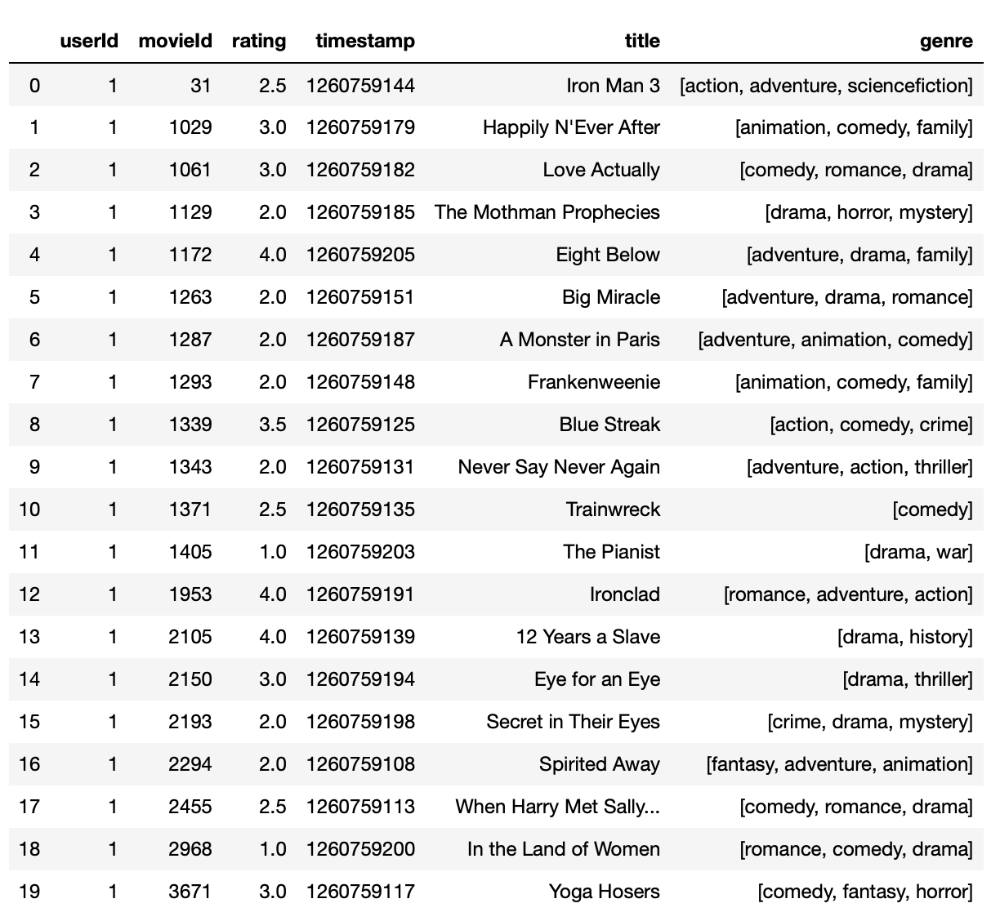 userId movieId rating timestamp title genre
0 1 31 2.5 1260759144 Iron Man 3 [action, adventure, sciencefiction]
1 1 1029 3.0 1260759179 Happily N'Ever After [animation, comedy, family]
2 1 1061 3.0 1260759182 Love Actually [comedy, romance, drama]
3 1 1129 2.0 1260759185 The Mothman Prophecies [drama, horror, mystery]
4 1 1172 4.0 1260759205 Eight Below [adventure, drama, family]
5 1 1263 2.0 1260759151 Big Miracle [adventure, drama, romance]
6 1 1287 2.0 1260759187 A Monster in Paris [adventure, animation, comedy]
7 1 1293 2.0 1260759148 Frankenweenie [animation, comedy, family]
8 1 1339 3.5 1260759125 Blue Streak [action, comedy, crime]
9 1 1343 2.0 1260759131 Never Say Never Again [adventure, action, thriller]
10 1 1371 2.5 1260759135 Trainwreck [comedy]
11 1 1405 1.0 1260759203 The Pianist [drama, war]
12 1 1953 4.0 1260759191 Ironclad [romance, adventure, action]
13 1 2105 4.0 1260759139 12 Years a Slave [drama, history]
14 1 2150 3.0 1260759194 Eye for an Eye [drama, thriller]
15 1 2193 2.0 1260759198 Secret in Their Eyes [crime, drama, mystery]
16 1 2294 2.0 1260759108 Spirited Away [fantasy, adventure, animation]
17 1 2455 2.5 1260759113 When Harry Met Sally... [comedy, romance, drama]
18 1 2968 1.0 1260759200 In the Land of Women [romance, comedy, drama]
19 1 3671 3.0 1260759117 Yoga Hosers [comedy, fantasy, horror]